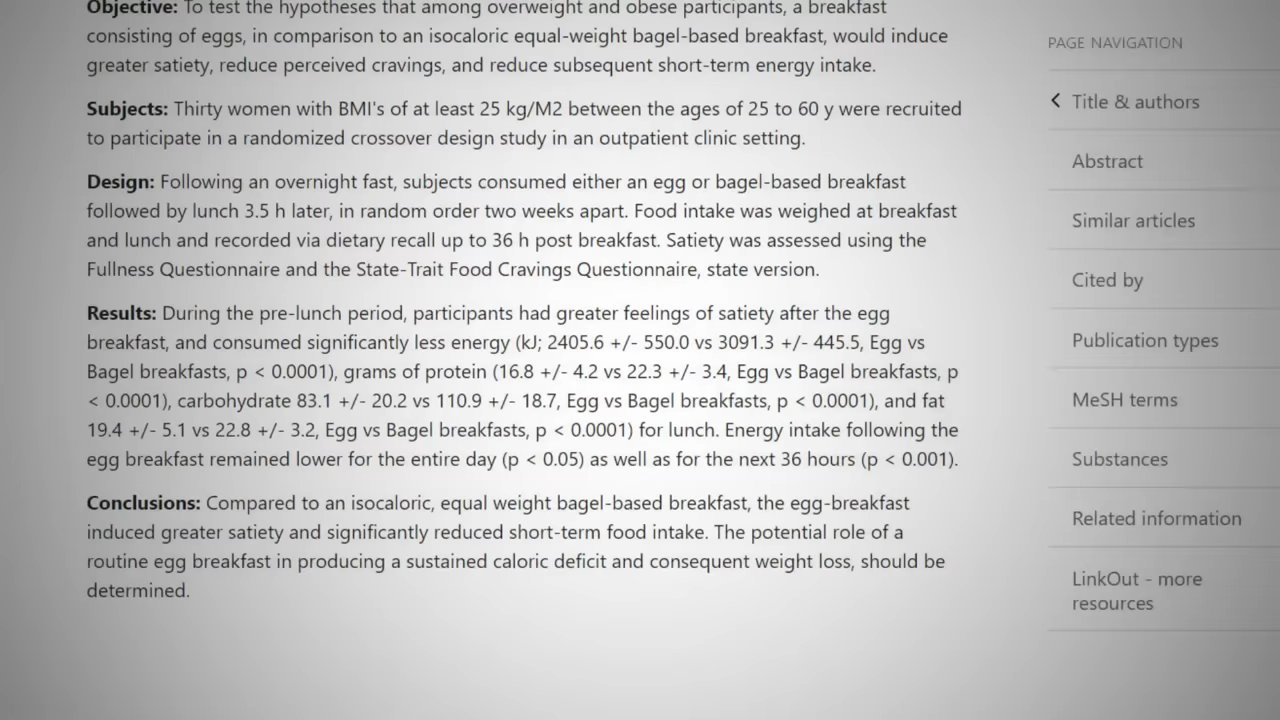 Objective: To test the hypotheses that among overweight and obese participants, a breakfast
consisting of eggs, in comparison to an isocaloric equal-weight bagel-based breakfast, would induce
greater satiety, reduce perceived cravings, and reduce subsequent short-term energy intake.
Subjects: Thirty women with BMI's of at least 25 kg/M2 between the ages of 25 to 60 y were recruited
to participate in a randomized crossover design study in an outpatient clinic setting.
Design: Following an overnight fast, subjects consumed either an egg or bagel-based breakfast
followed by lunch 3.5 h later, in random order two weeks apart. Food intake was weighed at breakfast
and lunch and recorded via dietary recall up to 36 h post breakfast. Satiety was assessed using the
Fullness Questionnaire and the State-Trait Food Cravings Questionnaire, state version.
Results: During the pre-lunch period, participants had greater feelings of satiety after the egg
breakfast, and consumed significantly less energy (kJ; 2405.6 +/- 550.0 vs 3091.3 +/- 445.5, Egg vs
Bagel breakfasts, p < 0.0001), grams of protein (16.8 +/- 4.2 vs 22.3 +/- 3.4, Egg vs Bagel breakfasts, p
< 0.0001), carbohydrate 83.1 +/- 20.2 vs 110.9 +/- 18.7, Egg vs Bagel breakfasts, p < 0.0001), and fat
19.4 +/- 5.1 vs 22.8 +/- 3.2, Egg vs Bagel breakfasts, p < 0.0001) for lunch. Energy intake following the
egg breakfast remained lower for the entire day (p < 0.05) as well as for the next 36 hours (p < 0.001).
Conclusions: Compared to an isocaloric, equal weight bagel-based breakfast, the egg-breakfast
induced greater satiety and significantly reduced short-term food intake. The potential role of a
routine egg breakfast in producing a sustained caloric deficit and consequent weight loss, should be
determined.
PAGE NAVIGATION
Title & authors
Abstract
Similar articles
Cited by
Publication types
MeSH terms
Substances
Related information
LinkOut - more
resources